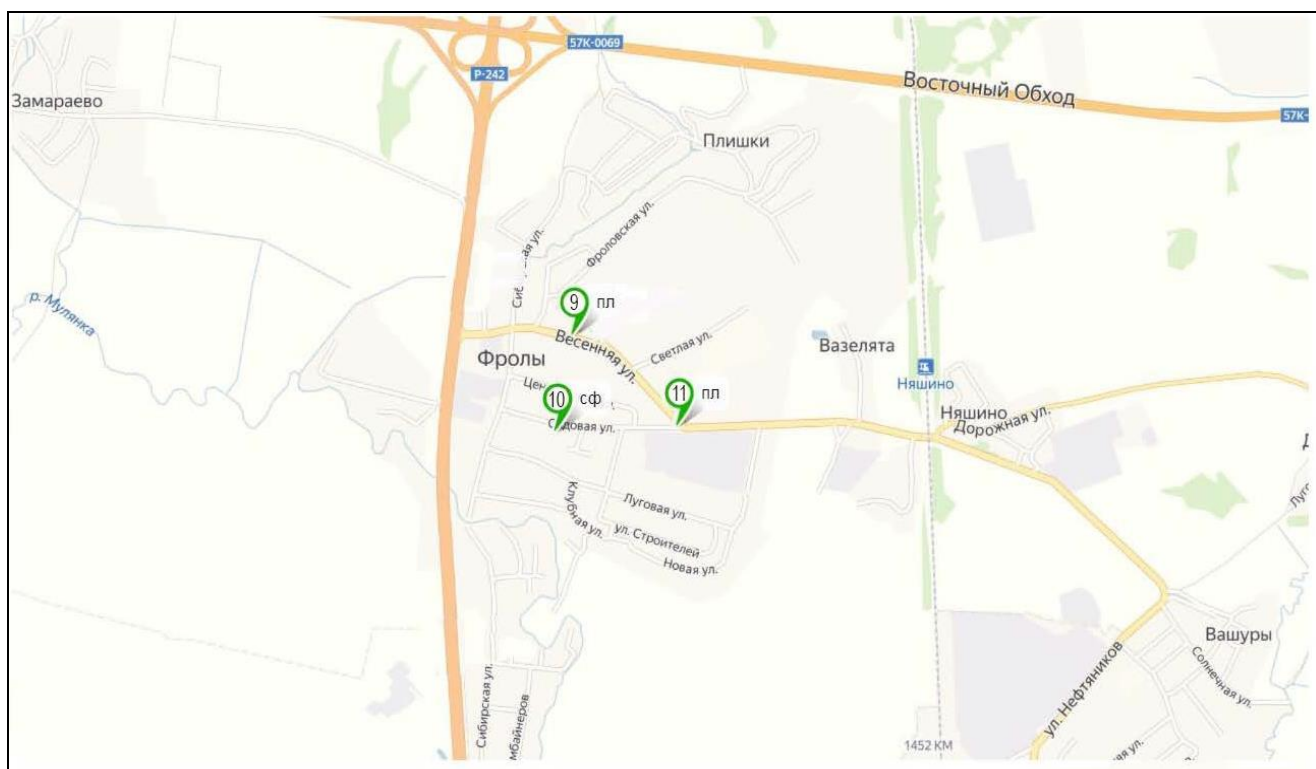 57К-0069
Р-242
Восточный Обход
57К-
Замараево
Плишки
Фроловская ул.
р. Мулянка
9 пл
Весенняя ул.
Светлая ул.
Вазелята
Фролы
Няшино
11 пл
10 сф
Няшино
Дорожная ул.
Клубная ул.
Луговая ул.
ул. Строителей
Новая ул.
Вашуры
Солнечная ул.
ул. Нефтяников
Сибирская ул.
1452 КМ